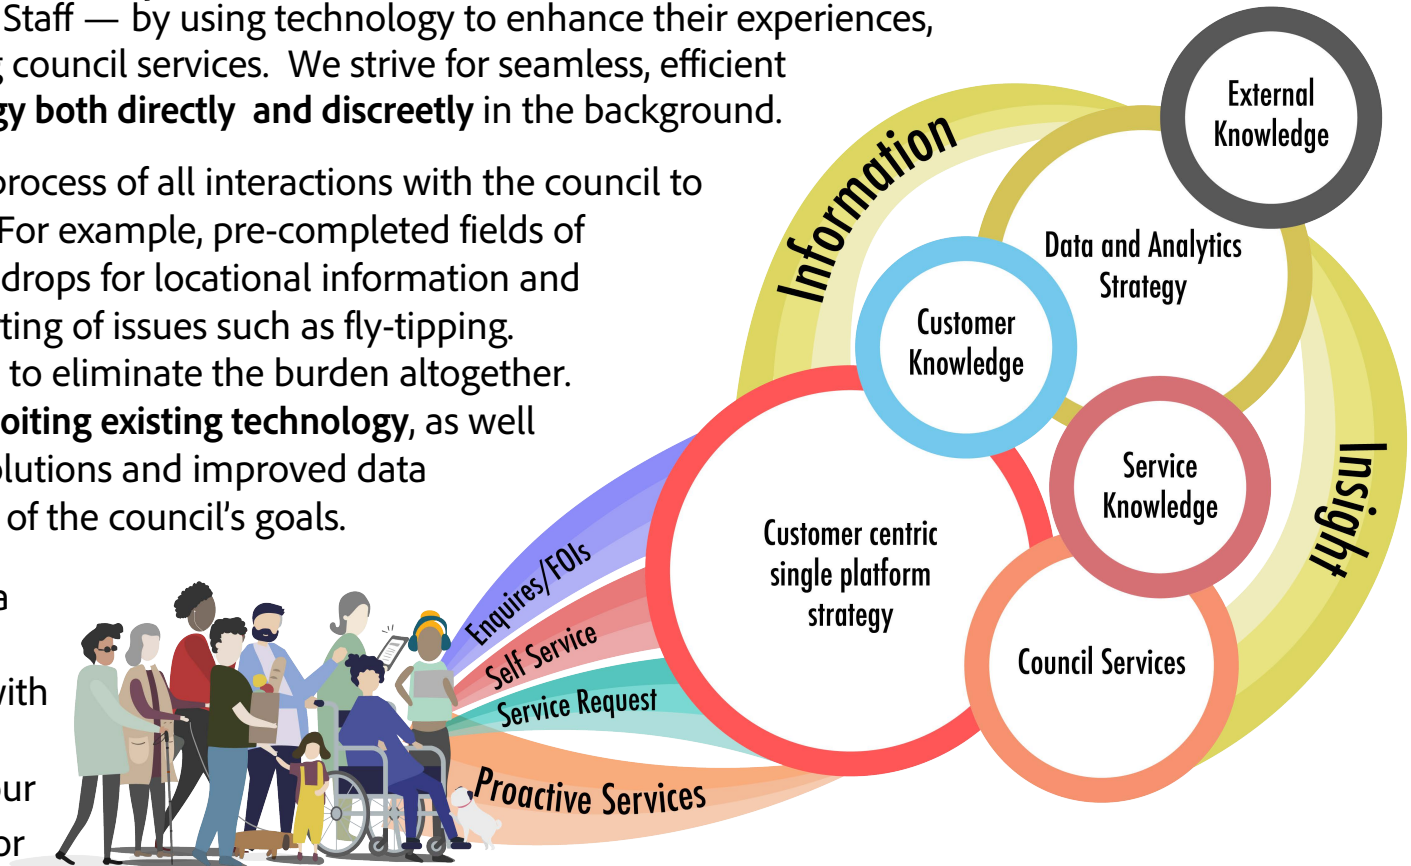 Staff — by using technology to enhance their experiences,
g council services. We strive for seamless, efficient
gy both directly and discreetly in the background.
process of all interactions with the council to
For example, pre-completed fields of
drops for locational information and
ting of issues such as fly-tipping.
to eliminate the burden altogether.
oiting existing technology, as well
olutions and improved data
of the council's goals.
a
with
our
or
Enquires/FOIs
Self Service
Service Request
Proactive Services
Customer centric
single platform
strategy
Information
Customer
Knowledge
External
Knowledge
Data and Analytics
Strategy
Service
Knowledge
Council Services
Insight